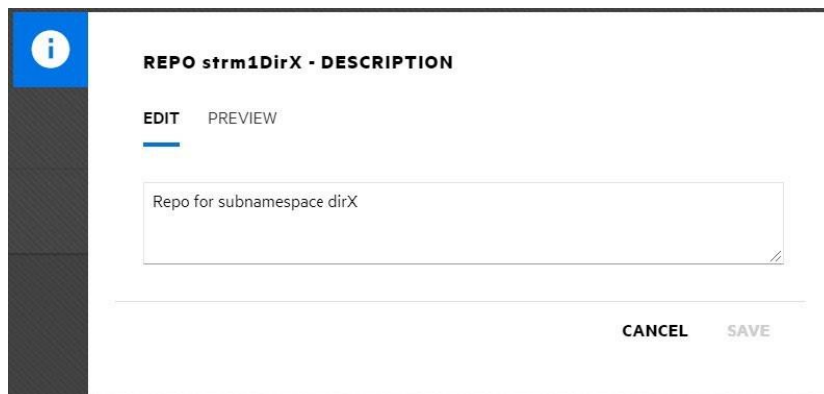 REPO strm1DirX - DESCRIPTION
EDIT PREVIEW
Repo for subnamespace dirX
CANCEL SAVE